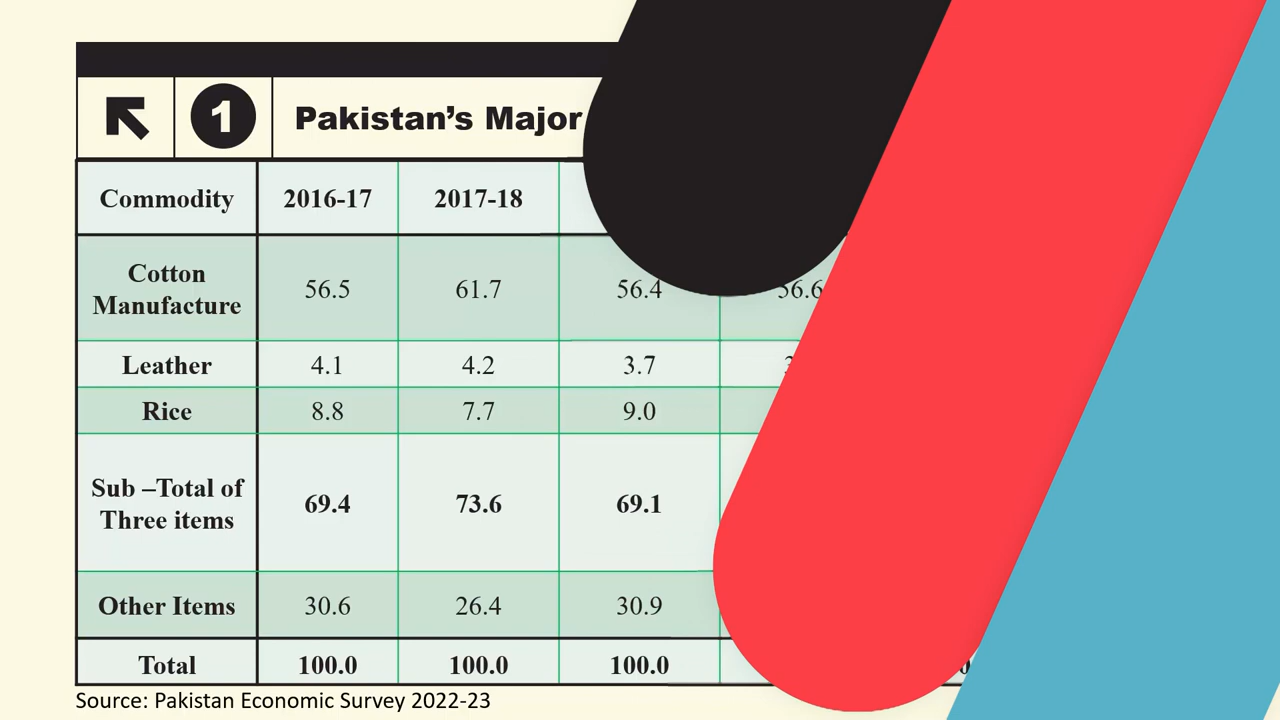 1 Pakistan's Major
Commodity 2016-17 2017-18
Cotton
Manufacture 56.5 61.7 56.4 56.6
Leather 4.1 4.2 3.7
Rice 8.8 7.7 9.0
Sub –Total of
Three items 69.4 73.6 69.1
Other Items 30.6 26.4 30.9
Total 100.0 100.0 100.0
Source: Pakistan Economic Survey 2022-23